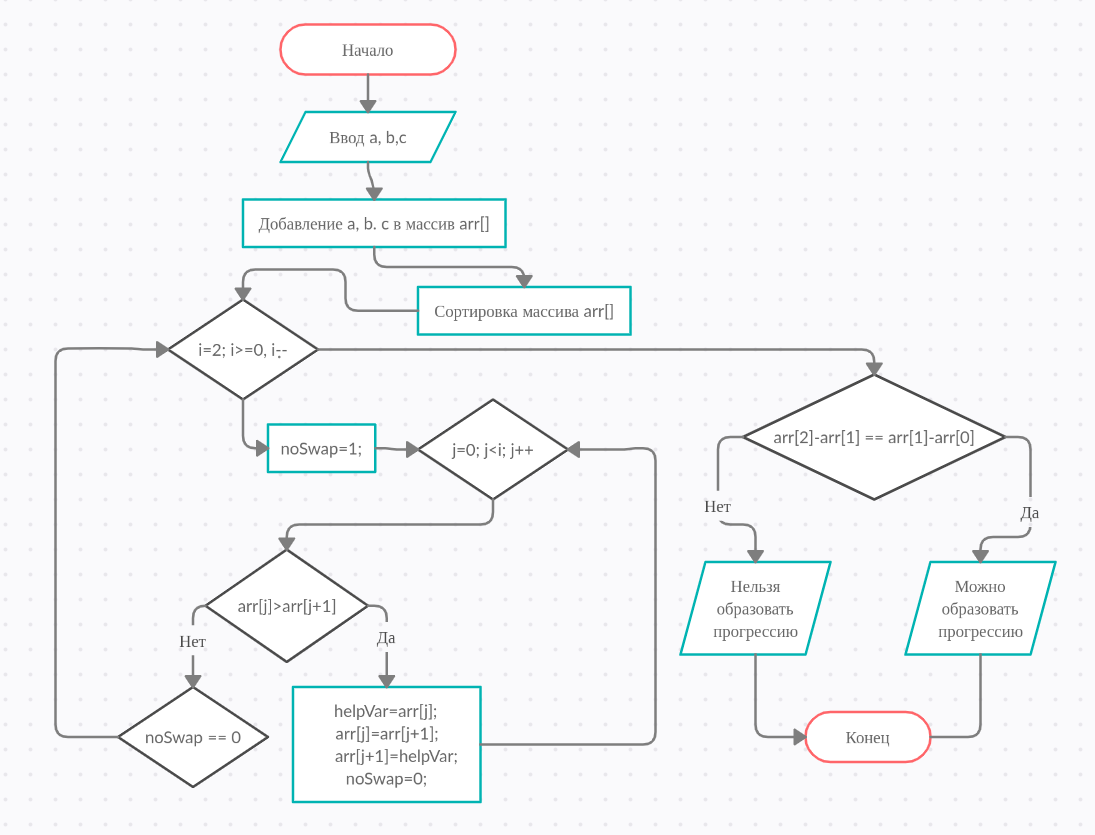 Начало
Ввод a, b,c
Добавление a, b. c в массив arr[]
Сортировка массива arr[]
i=2; i>=0, i--
noSwap=1;
j=0; j<i; j++
arr[2]-arr[1] == arr[1]-arr[0]
Нет
Да
arr[j]>arr[j+1]
Нет
Да
Нельзя
образовать
прогрессию
Можно
образовать
прогрессию
noSwap == 0
helpVar=arr[j];
arr[j]=arr[j+1];
arr[j+1]=helpVar;
noSwap=0;
Конец